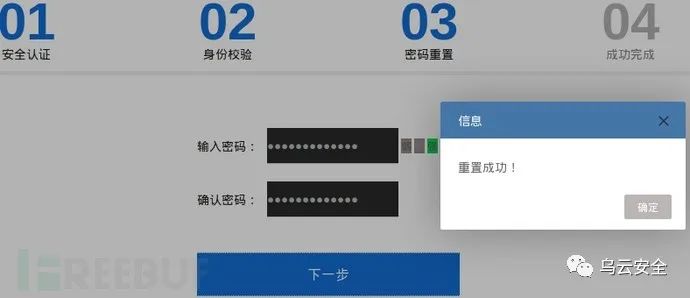 01
02
03
04
安全认证
身份校验
密码重置
成功完成
信息
输入密码：
重置成功！
确认密码：
确定
下一步
FREEBUF
乌云安全